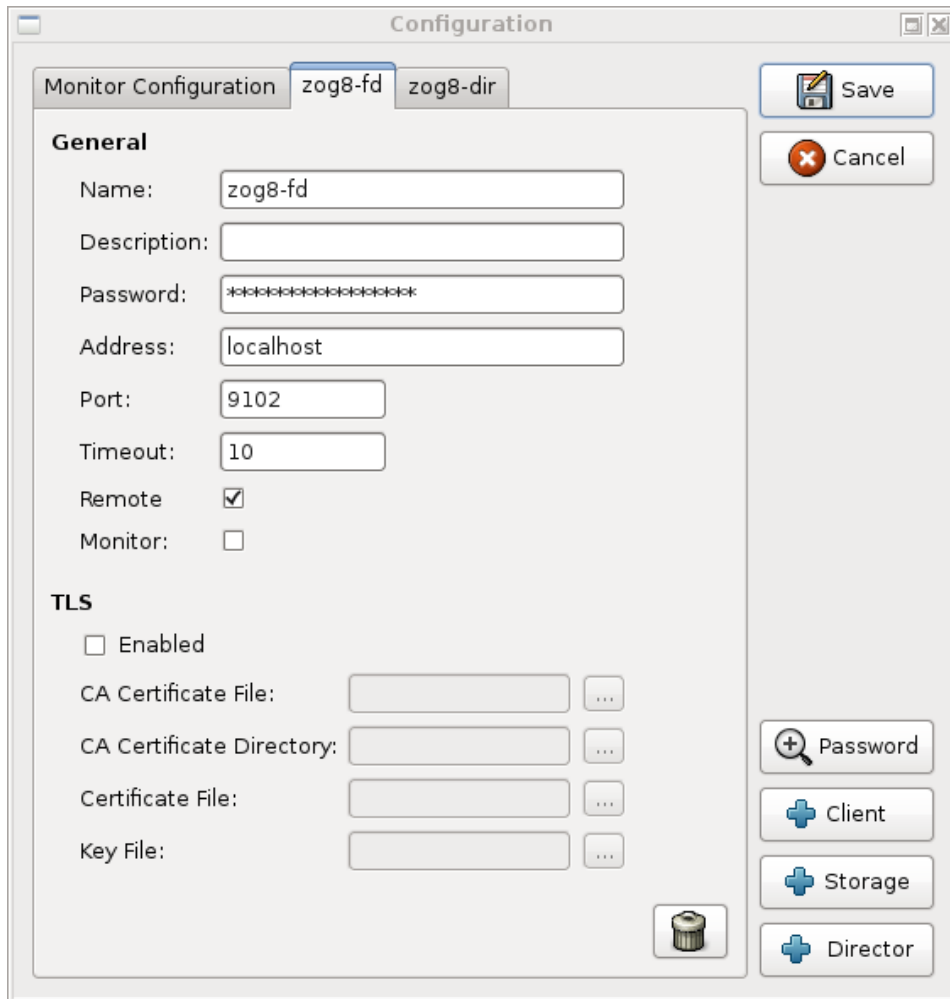 Configuration
Monitor Configuration
zog8-fd
zog8-dir
Save
Cancel
General
Name: zog8-fd
Description:
Password: ****************
Address: localhost
Port: 9102
Timeout: 10
Remote
Monitor:
TLS
Enabled
CA Certificate File: ...
CA Certificate Directory: ...
Certificate File: ...
Key File: ...
Password
Client
Storage
Director